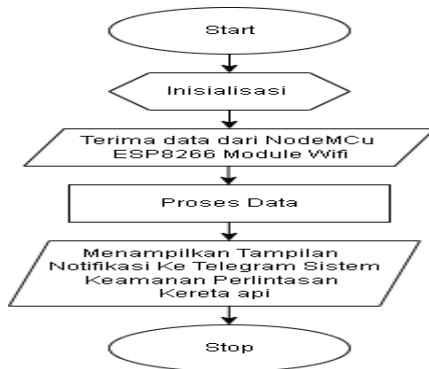 Start
Inisialisasi
Terima data dari NodeMCu
ESP8266 Module Wifi
Proses Data
Menampilkan Tampilan
Notifikasi Ke Telegram Sistem
Keamanan Perlintasan
Kereta api
Stop